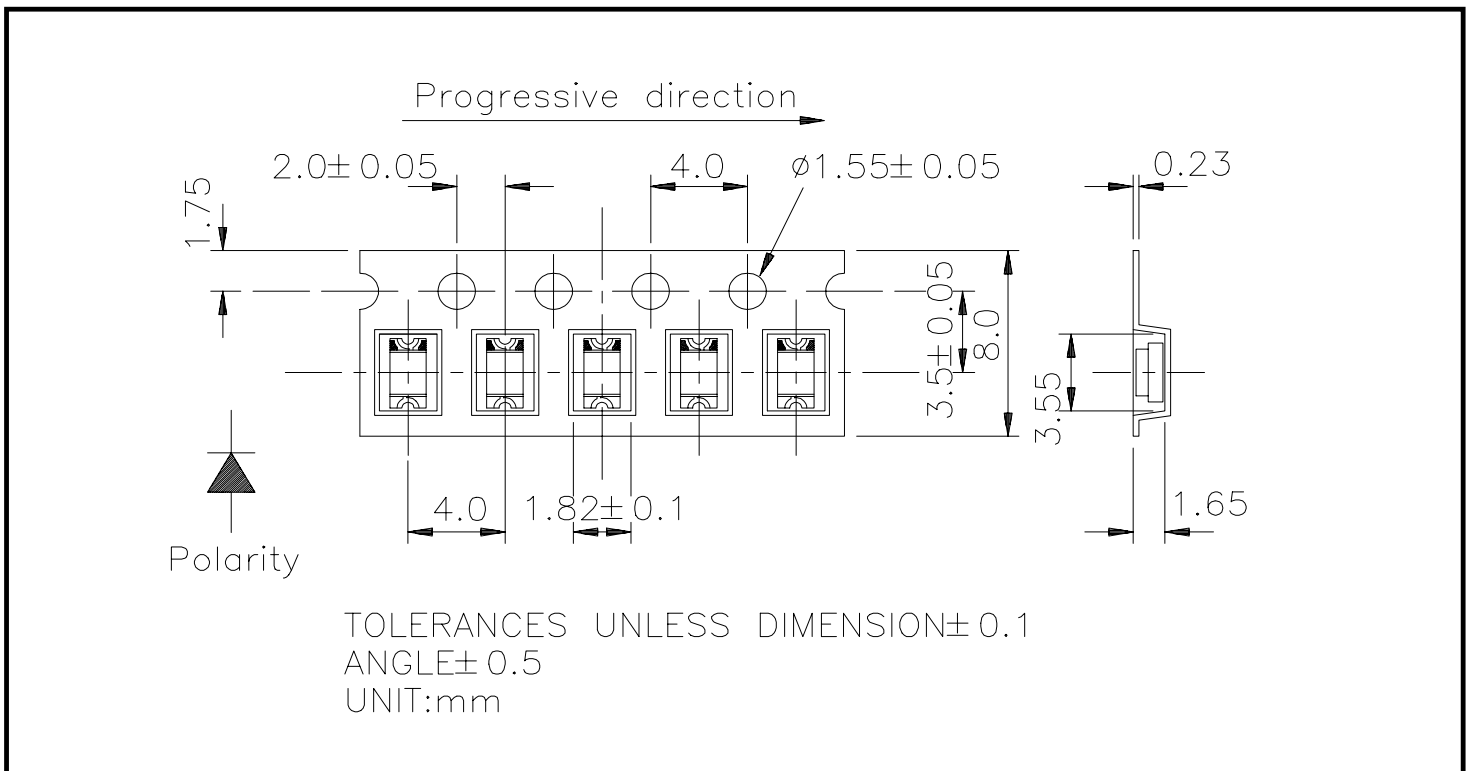 Progressive direction
2.0±0.05
4.0
ø1.55±0.05
0.23
1.75
3.5±0.05
8.0
3.55
4.0
1.82±0.1
1.65
Polarity
TOLERANCES UNLESS DIMENSION±0.1
ANGLE±0.5
UNIT:mm